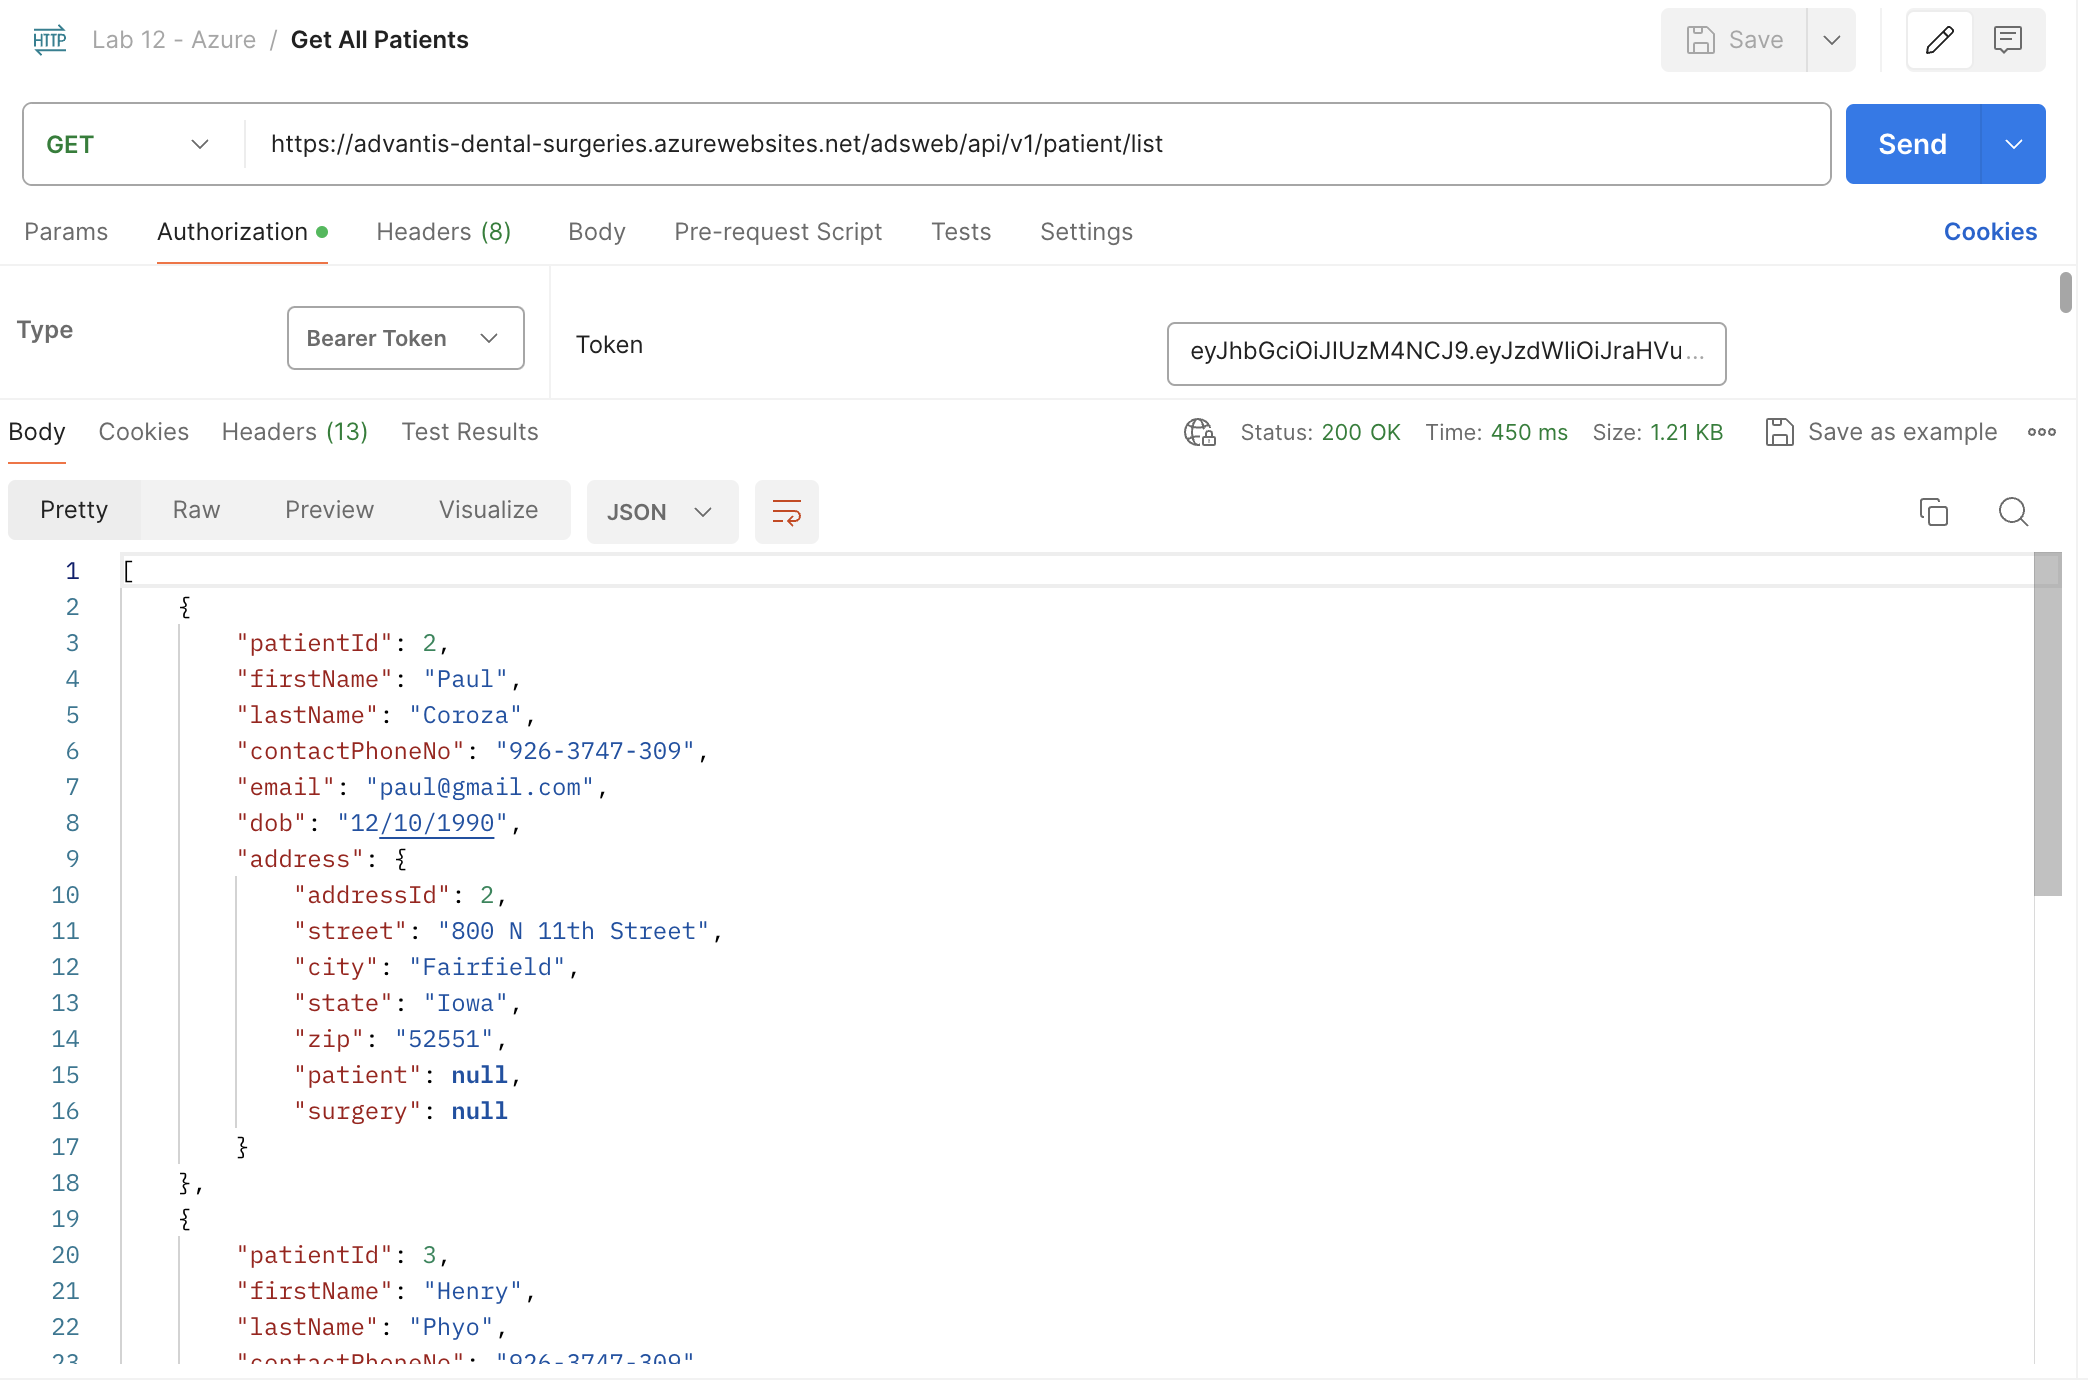 HTTP Lab 12 - Azure / Get All Patients Save
GET https://advantis-dental-surgeries.azurewebsites.net/adsweb/api/v1/patient/list Send
Params Authorization Headers (8) Body Pre-request Script Tests Settings Cookies
Type Bearer Token Token eyJhbGciOiJIUzM4NCJ9.eyJzdWIiOiJraHVu...
Body Cookies Headers (13) Test Results Status: 200 OK Time: 450 ms Size: 1.21 KB Save as example
Pretty Raw Preview Visualize JSON
1 [
2 {
3 "patientId": 2,
4 "firstName": "Paul",
5 "lastName": "Coroza",
6 "contactPhoneNo": "926-3747-309",
7 "email": "paul@gmail.com",
8 "dob": "12/10/1990",
9 "address": {
10 "addressId": 2,
11 "street": "800 N 11th Street",
12 "city": "Fairfield",
13 "state": "Iowa",
14 "zip": "52551",
15 "patient": null,
16 "surgery": null
17 }
18 },
19 {
20 "patientId": 3,
21 "firstName": "Henry",
22 "lastName": "Phyo",
23 "contactPhoneNo": "926-3747-309"